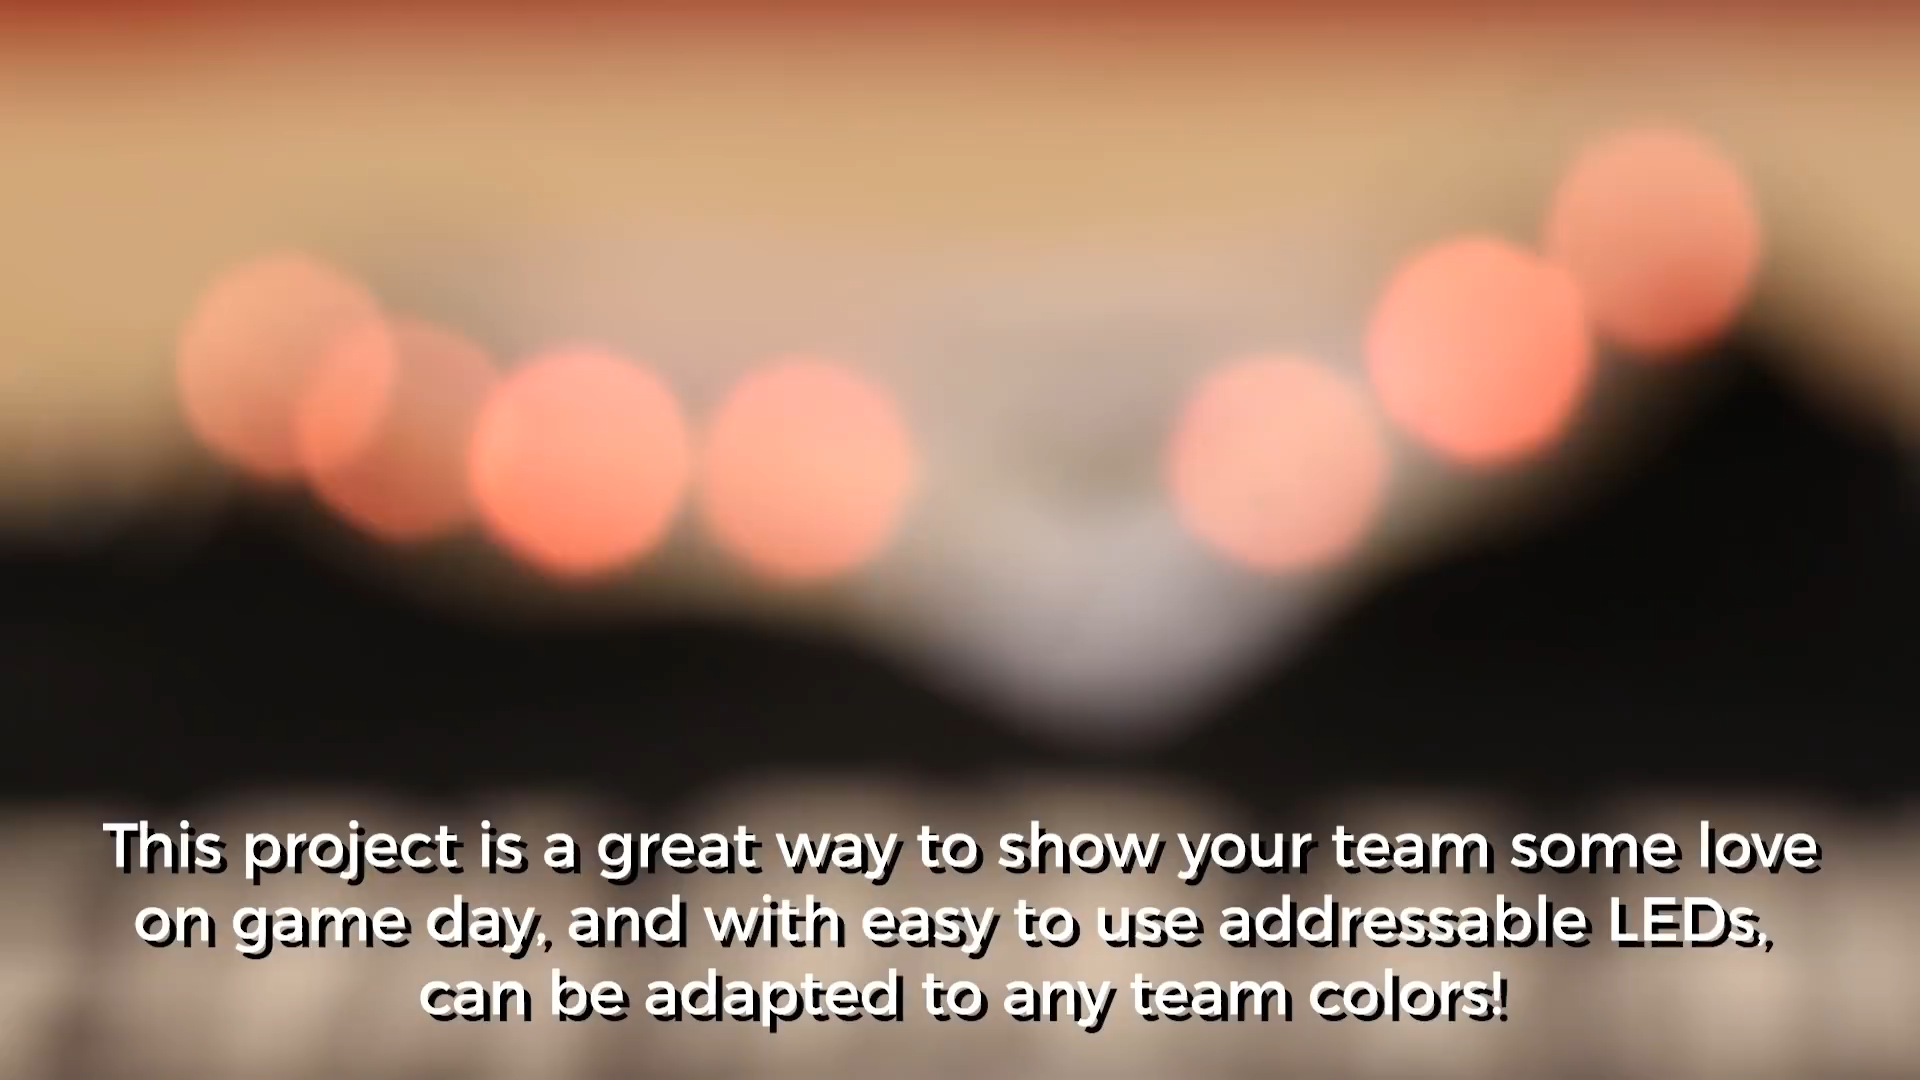 This project is a great way to show your team some love
on game day, and with easy to use addressable LEDs,
can be adapted to any team colors!